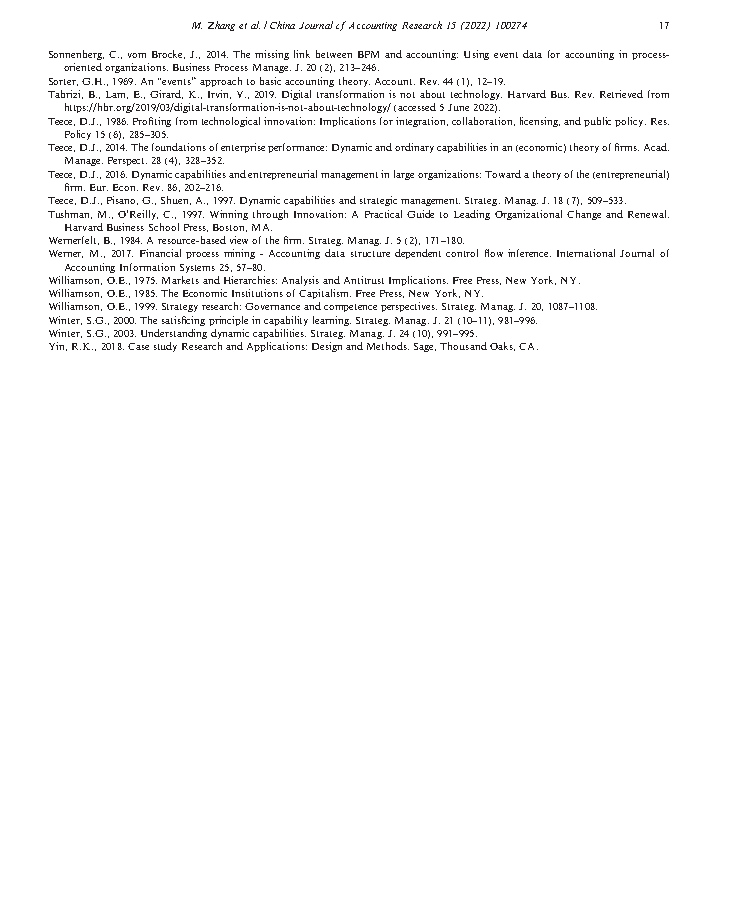 M. Zhang et al. / China Journal of Accounting Research 15 (2022) 100274 17
Sonnenberg, C., vom Brocke, J., 2014. The missing link between BPM and accounting: Using event data for accounting in process-
oriented organizations. Business Process Manage. J. 20 (2), 213–246.
Sorter, G.H., 1969. An “events” approach to basic accounting theory. Account. Rev. 44 (1), 12–19.
Tabrizi, B., Lam, E., Girard, K., Irvin, V., 2019. Digital transformation is not about technology. Harvard Bus. Rev. Retrieved from
https://hbr.org/2019/03/digital-transformation-is-not-about-technology/ (accessed 5 June 2022).
Teece, D.J., 1986. Profiting from technological innovation: Implications for integration, collaboration, licensing, and public policy. Res.
Policy 15 (6), 285–305.
Teece, D.J., 2014. The foundations of enterprise performance: Dynamic and ordinary capabilities in an (economic) theory of firms. Acad.
Manage. Perspect. 28 (4), 328–352.
Teece, D.J., 2016. Dynamic capabilities and entrepreneurial management in large organizations: Toward a theory of the (entrepreneurial)
firm. Eur. Econ. Rev. 86, 202–216.
Teece, D.J., Pisano, G., Shuen, A., 1997. Dynamic capabilities and strategic management. Strateg. Manag. J. 18 (7), 509–533.
Tushman, M., O’Reilly, C., 1997. Winning through Innovation: A Practical Guide to Leading Organizational Change and Renewal.
Harvard Business School Press, Boston, MA.
Wernerfelt, B., 1984. A resource-based view of the firm. Strateg. Manag. J. 5 (2), 171–180.
Werner, M., 2017. Financial process mining - Accounting data structure dependent control flow inference. International Journal of
Accounting Information Systems 25, 57–80.
Williamson, O.E., 1975. Markets and Hierarchies: Analysis and Antitrust Implications. Free Press, New York, NY.
Williamson, O.E., 1985. The Economic Institutions of Capitalism. Free Press, New York, NY.
Williamson, O.E., 1999. Strategy research: Governance and competence perspectives. Strateg. Manag. J. 20, 1087–1108.
Winter, S.G., 2000. The satisficing principle in capability learning. Strateg. Manag. J. 21 (10–11), 981–996.
Winter, S.G., 2003. Understanding dynamic capabilities. Strateg. Manag. J. 24 (10), 991–995.
Yin, R.K., 2018. Case study Research and Applications: Design and Methods. Sage, Thousand Oaks, CA.